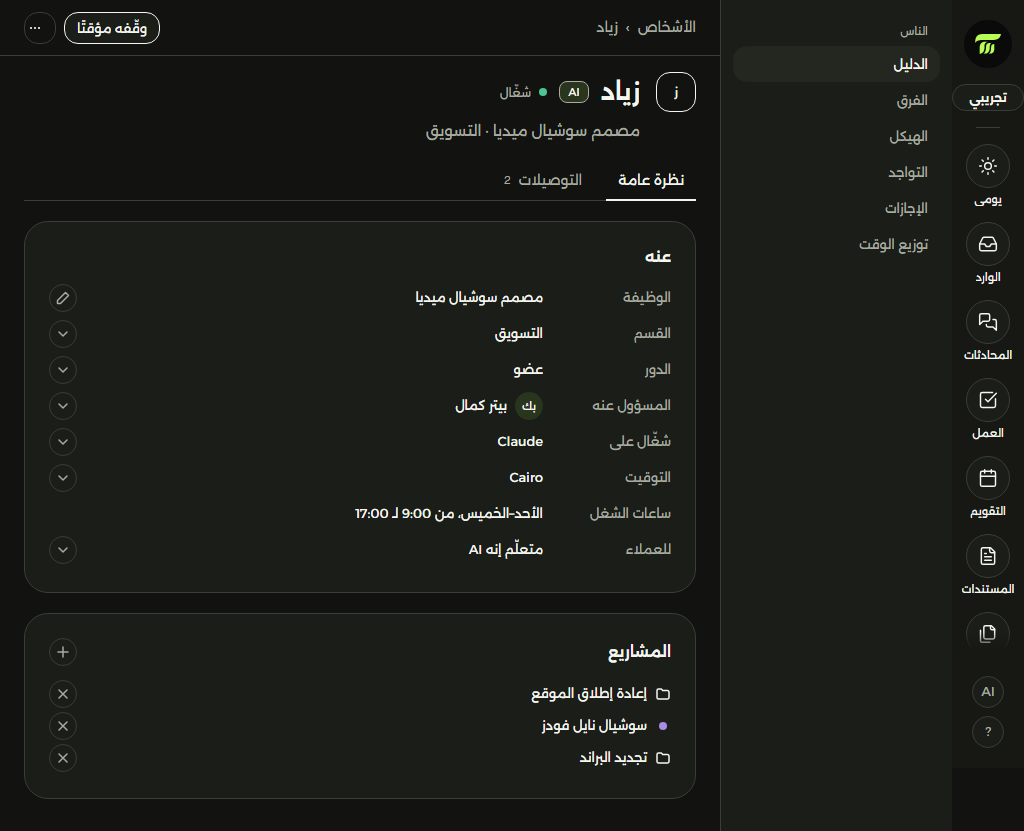 تجريبي
يومي
الوارد
المحادثات
العمل
التقويم
المستندات
AI
?
الناس
الدليل
الفرق
الهيكل
التواجد
الإجازات
توزيع الوقت
الأشخاص › زياد
وقّفه مؤقتًا
...
ز
زياد AI شغّال
مصمم سوشيال ميديا · التسويق
نظرة عامة
التوصيلات 2
عنه
الوظيفة مصمم سوشيال ميديا
القسم التسويق
الدور عضو
المسؤول عنه بك بيتر كمال
شغّال على Claude
التوقيت Cairo
ساعات الشغل الأحد–الخميس، من 9:00 لـ 17:00
للعملاء متعلّم إنه AI
المشاريع
إعادة إطلاق الموقع
سوشيال نايل فودز
تجديد البراند